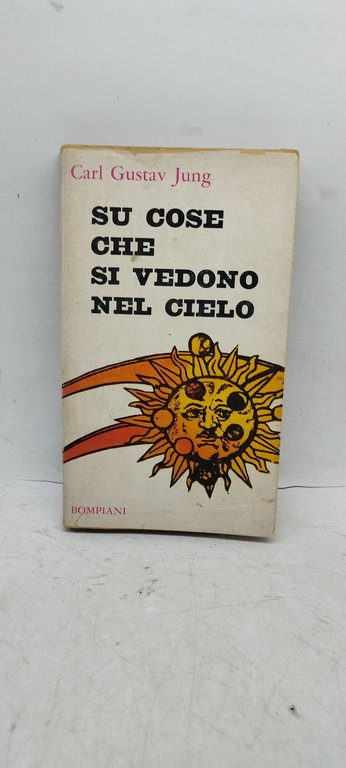 Carl Gustav Jung
SU COSE
CHE
SI VEDONO
NEL CIELO
BOMPIANI